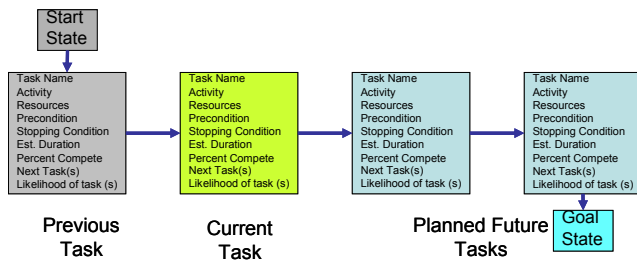 Start
State
Task Name
Activity
Resources
Precondition
Stopping Condition
Est. Duration
Percent Compete
Next Task(s)
Likelihood of task (s)
Task Name
Activity
Resources
Precondition
Stopping Condition
Est. Duration
Percent Compete
Next Task(s)
Likelihood of task (s)
Task Name
Activity
Resources
Precondition
Stopping Condition
Est. Duration
Percent Compete
Next Task(s)
Likelihood of task (s)
Task Name
Activity
Resources
Precondition
Stopping Condition
Est. Duration
Percent Compete
Next Task(s)
Likelihood of task (s)
Previous
Task
Current
Task
Planned Future
Tasks
Goal
State